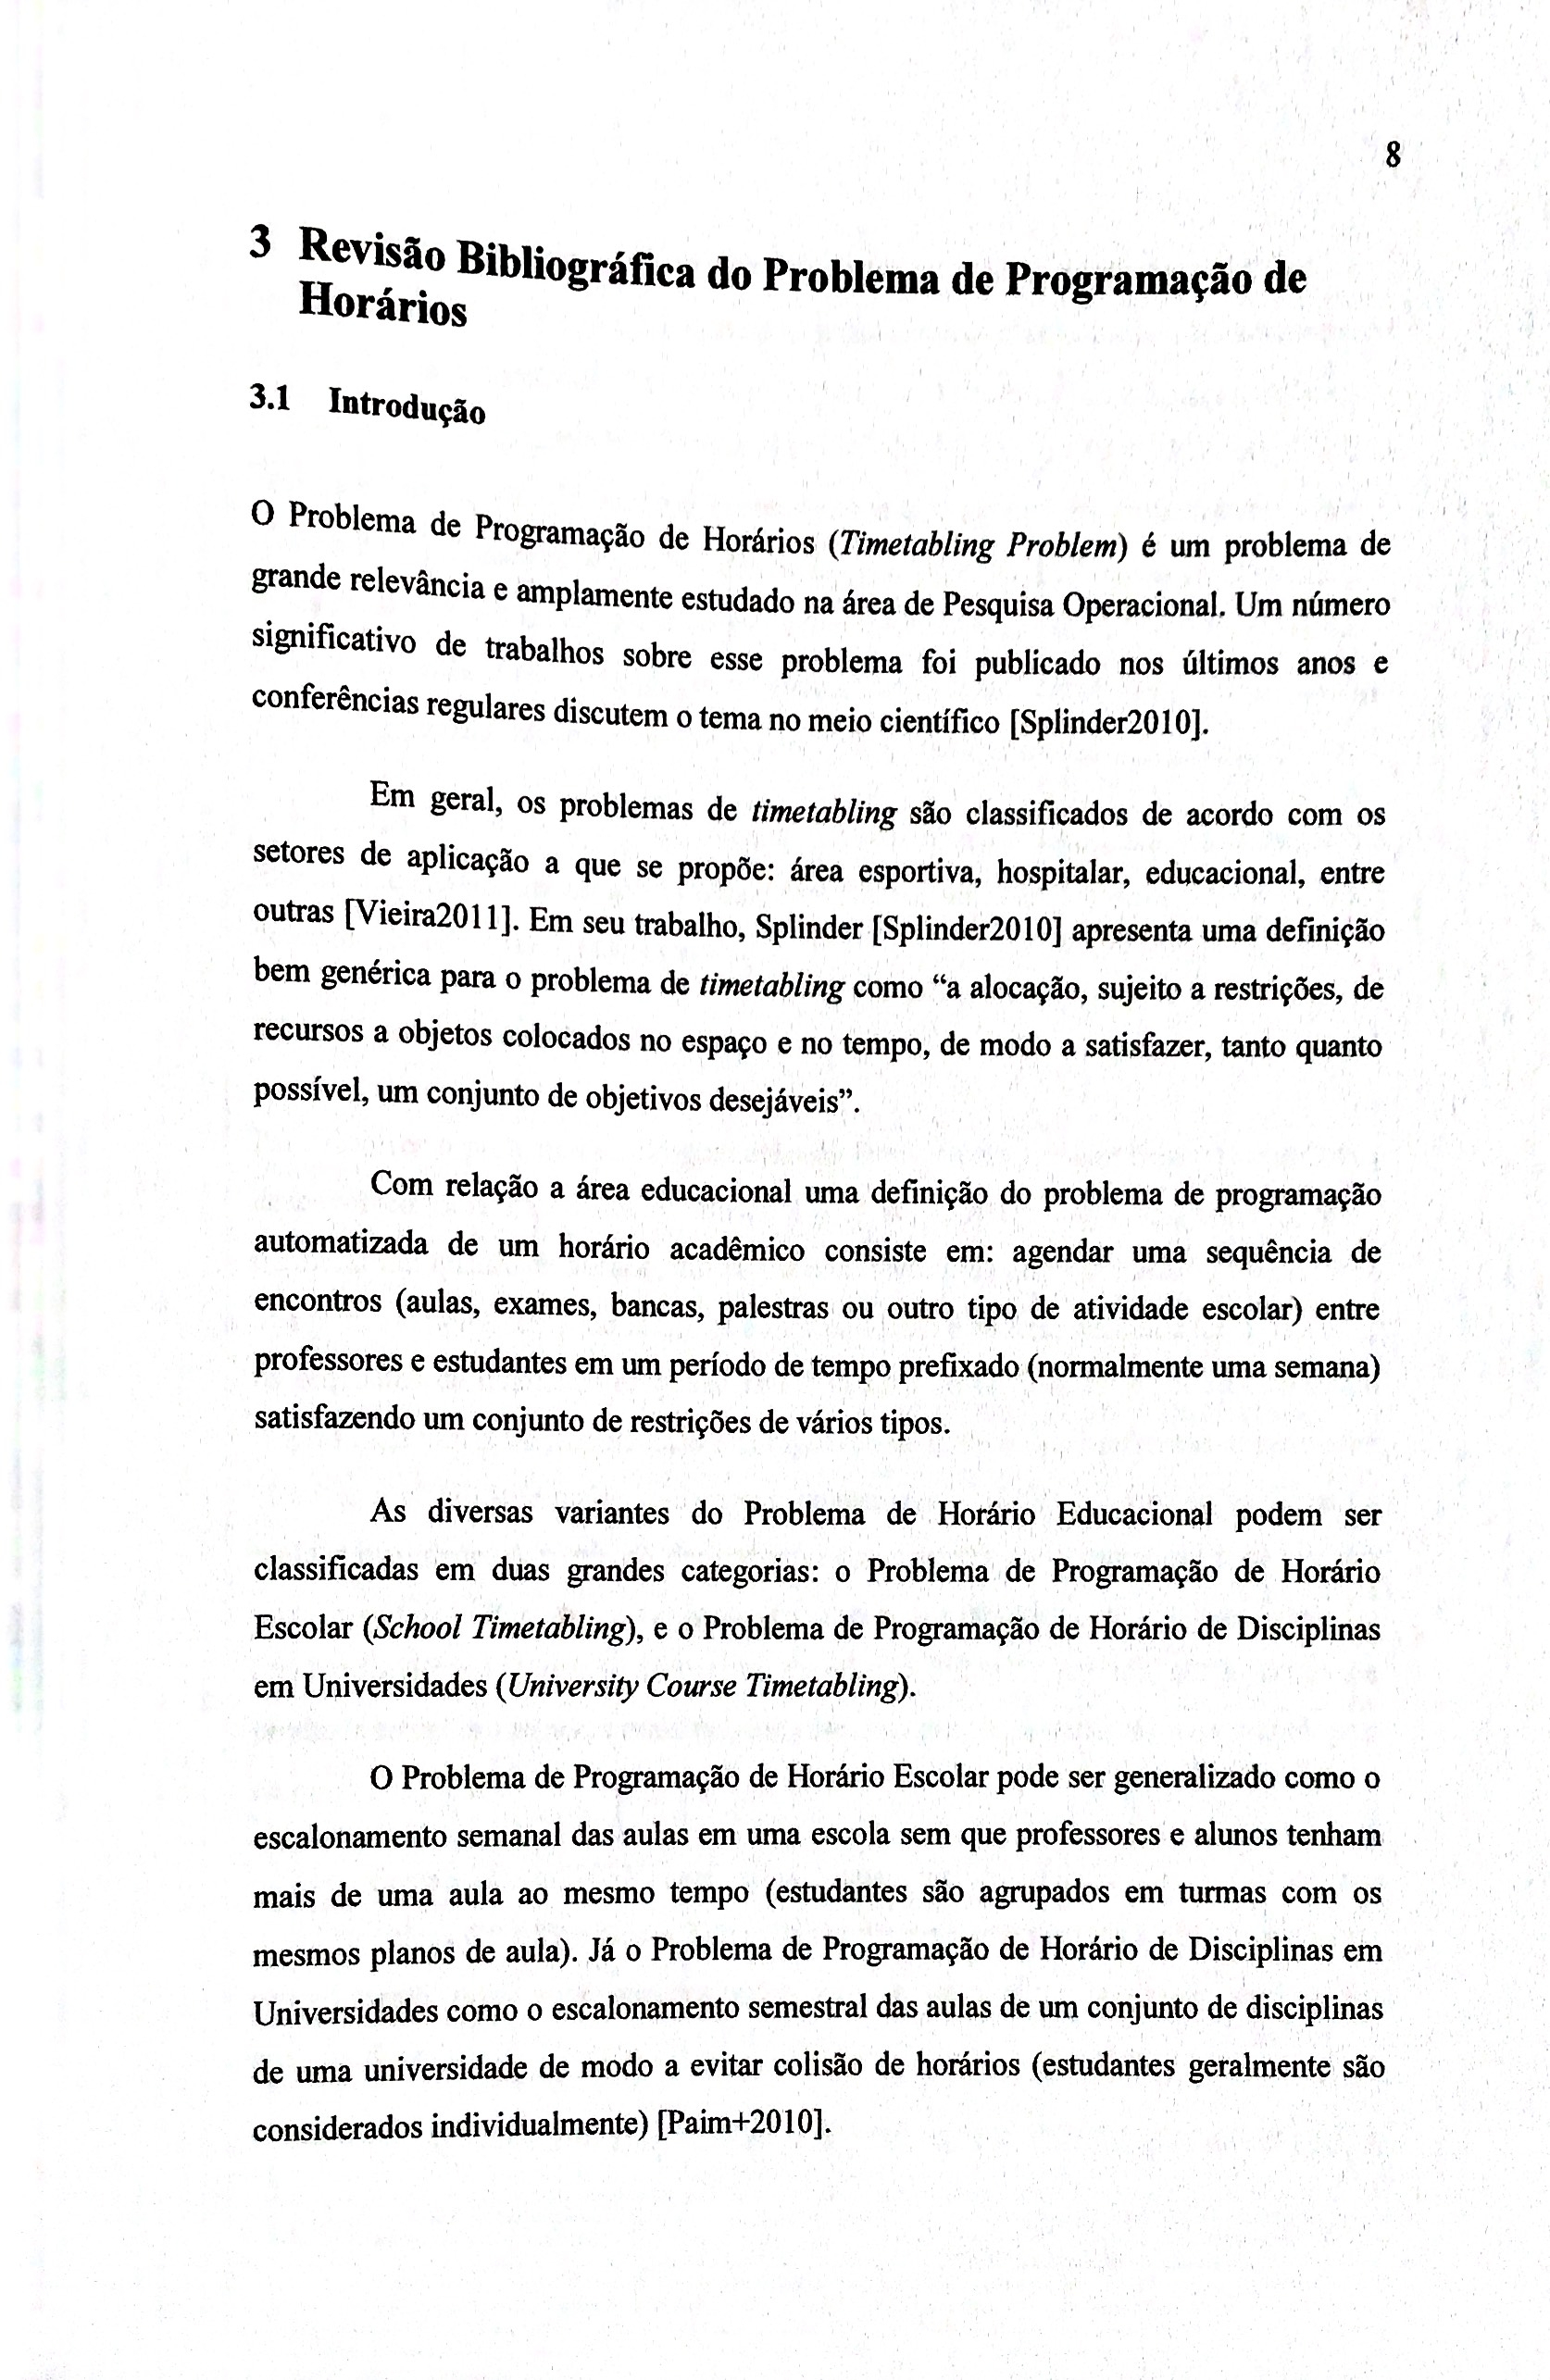 8
3 Revisão Bibliográfica do Problema de Programação de
Horários
3.1 Introdução
O Problema de Programação de Horários (Timetabling Problem) é um problema de
grande relevância e amplamente estudado na área de Pesquisa Operacional. Um número
significativo de trabalhos sobre esse problema foi publicado nos últimos anos e
conferências regulares discutem o tema no meio científico [Splinder2010].
Em geral, os problemas de timetabling são classificados de acordo com os
setores de aplicação a que se propõe: área esportiva, hospitalar, educacional, entre
outras [Vieira2011]. Em seu trabalho, Splinder [Splinder2010] apresenta uma definição
bem genérica para o problema de timetabling como “a alocação, sujeito a restrições, de
recursos a objetos colocados no espaço e no tempo, de modo a satisfazer, tanto quanto
possível, um conjunto de objetivos desejáveis”.
Com relação a área educacional uma definição do problema de programação
automatizada de um horário acadêmico consiste em: agendar uma sequência de
encontros (aulas, exames, bancas, palestras ou outro tipo de atividade escolar) entre
professores e estudantes em um período de tempo prefixado (normalmente uma semana)
satisfazendo um conjunto de restrições de vários tipos.
As diversas variantes do Problema de Horário Educacional podem ser
classificadas em duas grandes categorias: o Problema de Programação de Horário
Escolar (School Timetabling), e o Problema de Programação de Horário de Disciplinas
em Universidades (University Course Timetabling).
O Problema de Programação de Horário Escolar pode ser generalizado como o
escalonamento semanal das aulas em uma escola sem que professores e alunos tenham
mais de uma aula ao mesmo tempo (estudantes são agrupados em turmas com os
mesmos planos de aula). Já o Problema de Programação de Horário de Disciplinas em
Universidades como o escalonamento semestral das aulas de um conjunto de disciplinas
de uma universidade de modo a evitar colisão de horários (estudantes geralmente são
considerados individualmente) [Paim+2010].